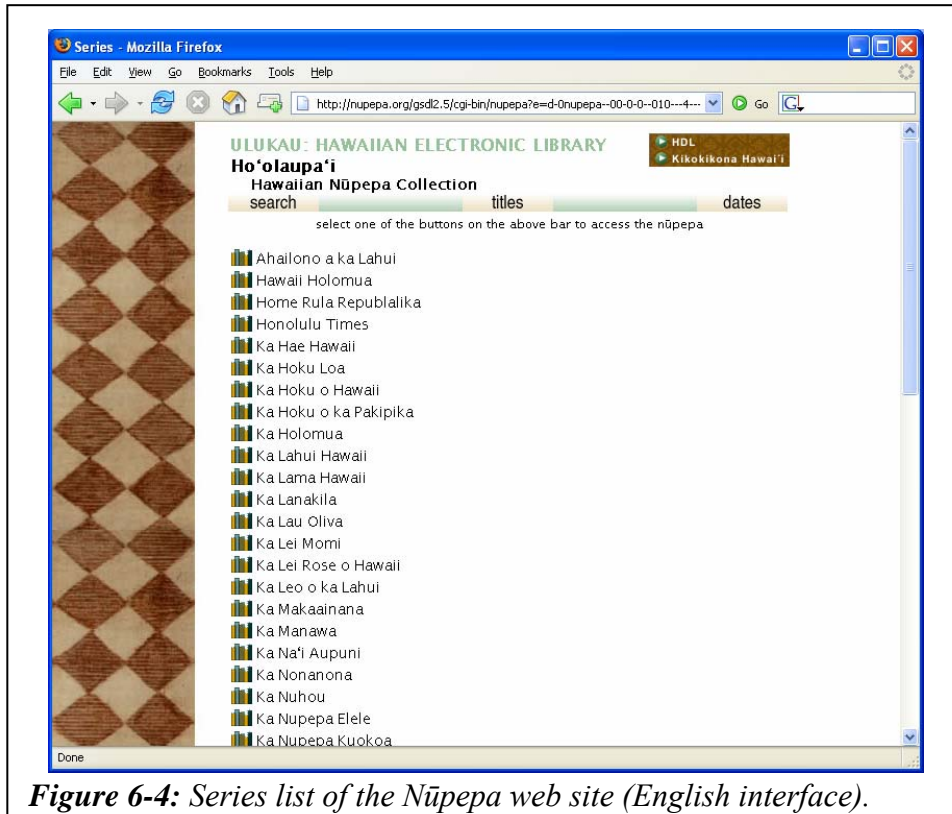 Series - Mozilla Firefox
File Edit View Go Bookmarks Tools Help
http://nupepa.org/gsdl2.5/cgi-bin/nupepa?e=d-0nupepa--00-0-0--010---4--- Go G
ULUKAU: HAWAIIAN ELECTRONIC LIBRARY
HDL
Kikokikona Hawai‘i
Ho‘olaupa‘i
Hawaiian Nūpepa Collection
search titles dates
select one of the buttons on the above bar to access the nūpepa
Ahailono a ka Lahui
Hawaii Holomua
Home Rula Republalika
Honolulu Times
Ka Hae Hawaii
Ka Hoku Loa
Ka Hoku o Hawaii
Ka Hoku o ka Pakipika
Ka Holomua
Ka Lahui Hawaii
Ka Lama Hawaii
Ka Lanakila
Ka Lau Oliva
Ka Lei Momi
Ka Lei Rose o Hawaii
Ka Leo o ka Lahui
Ka Makaainana
Ka Manawa
Ka Na‘i Aupuni
Ka Nonanona
Ka Nuhou
Ka Nupepa Elele
Ka Nupepa Kuokoa
Done
Figure 6-4: Series list of the Nūpepa web site (English interface).